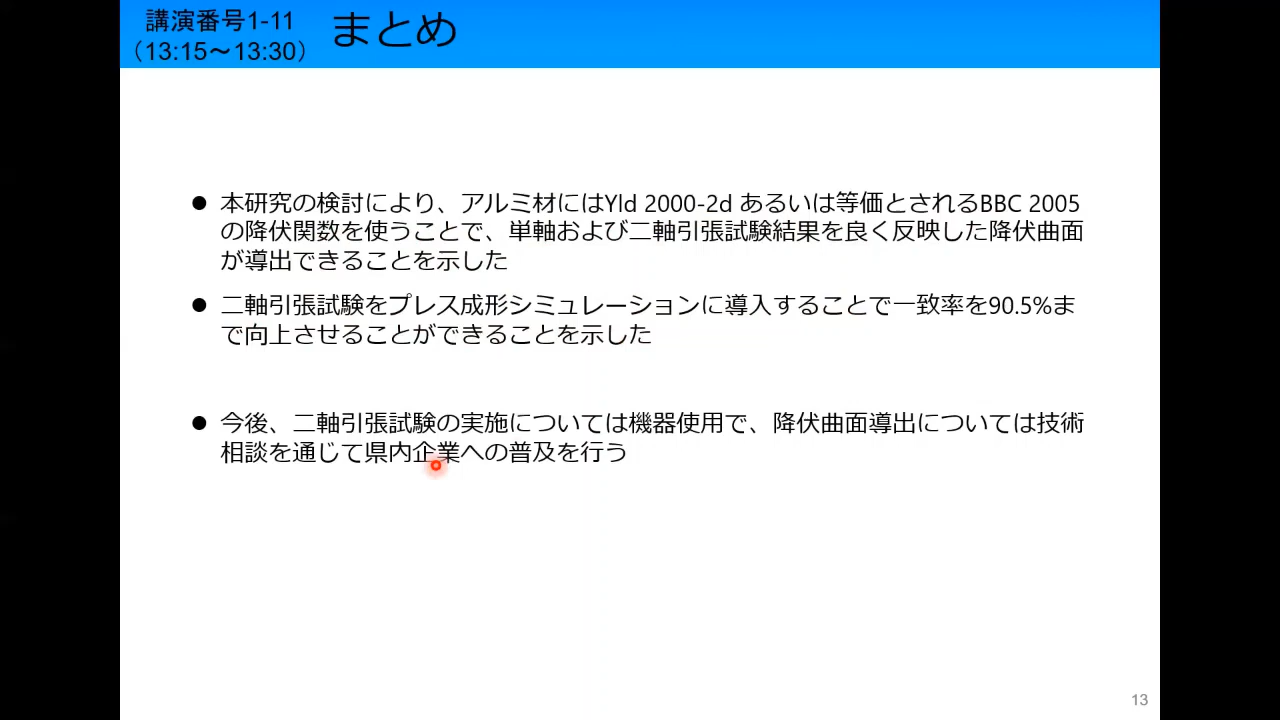 講演番号1-11
（13:15～13:30）
まとめ
● 本研究の検討により、アルミ材にはYld 2000-2d あるいは等価とされるBBC 2005
の降伏関数を使うことで、単軸および二軸引張試験結果を良く反映した降伏曲面
が導出できることを示した
● 二軸引張試験をプレス成形シミュレーションに導入することで一致率を90.5%ま
で向上させることができることを示した
● 今後、二軸引張試験の実施については機器使用で、降伏曲面導出については技術
相談を通じて県内企業への普及を行う
13